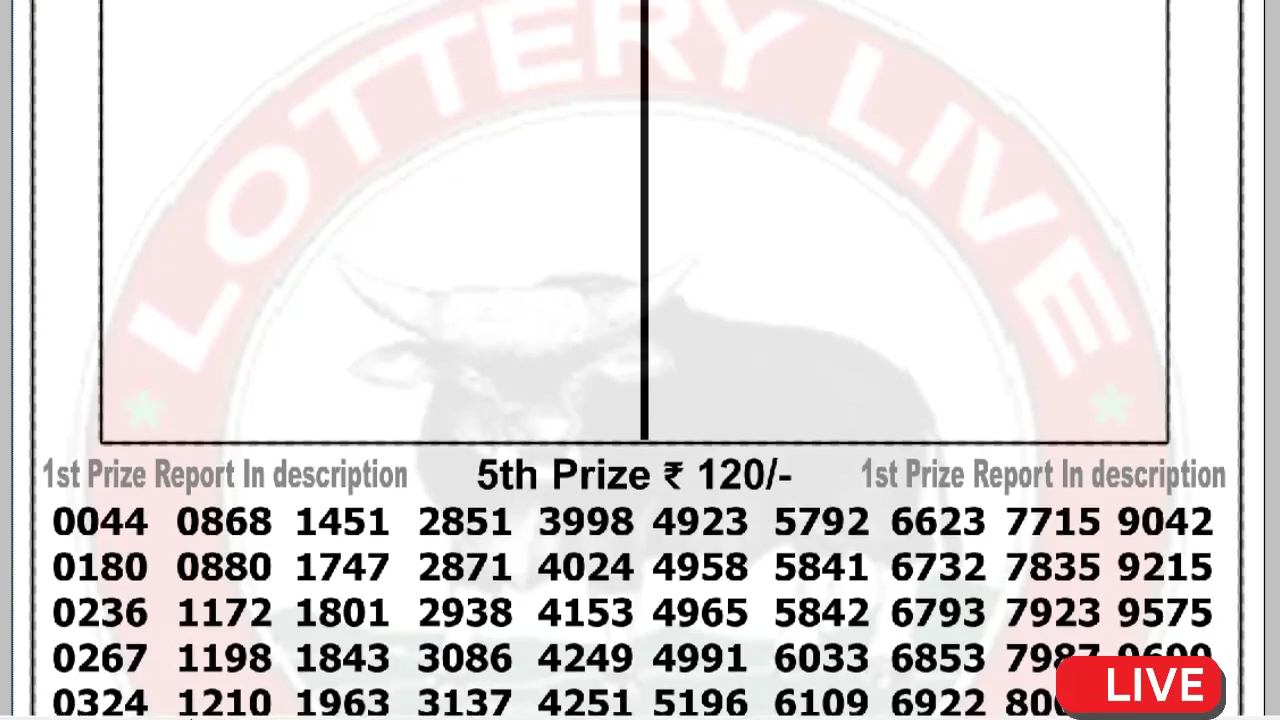 LOTTERY LIVE
1st Prize Report In description 5th Prize ₹ 120/- 1st Prize Report In description
0044 0868 1451 2851 3998 4923 5792 6623 7715 9042
0180 0880 1747 2871 4024 4958 5841 6732 7835 9215
0236 1172 1801 2938 4153 4965 5842 6793 7923 9575
0267 1198 1843 3086 4249 4991 6033 6853
0324 1210 1963 3137 4251 5196 6109 6922
LIVE